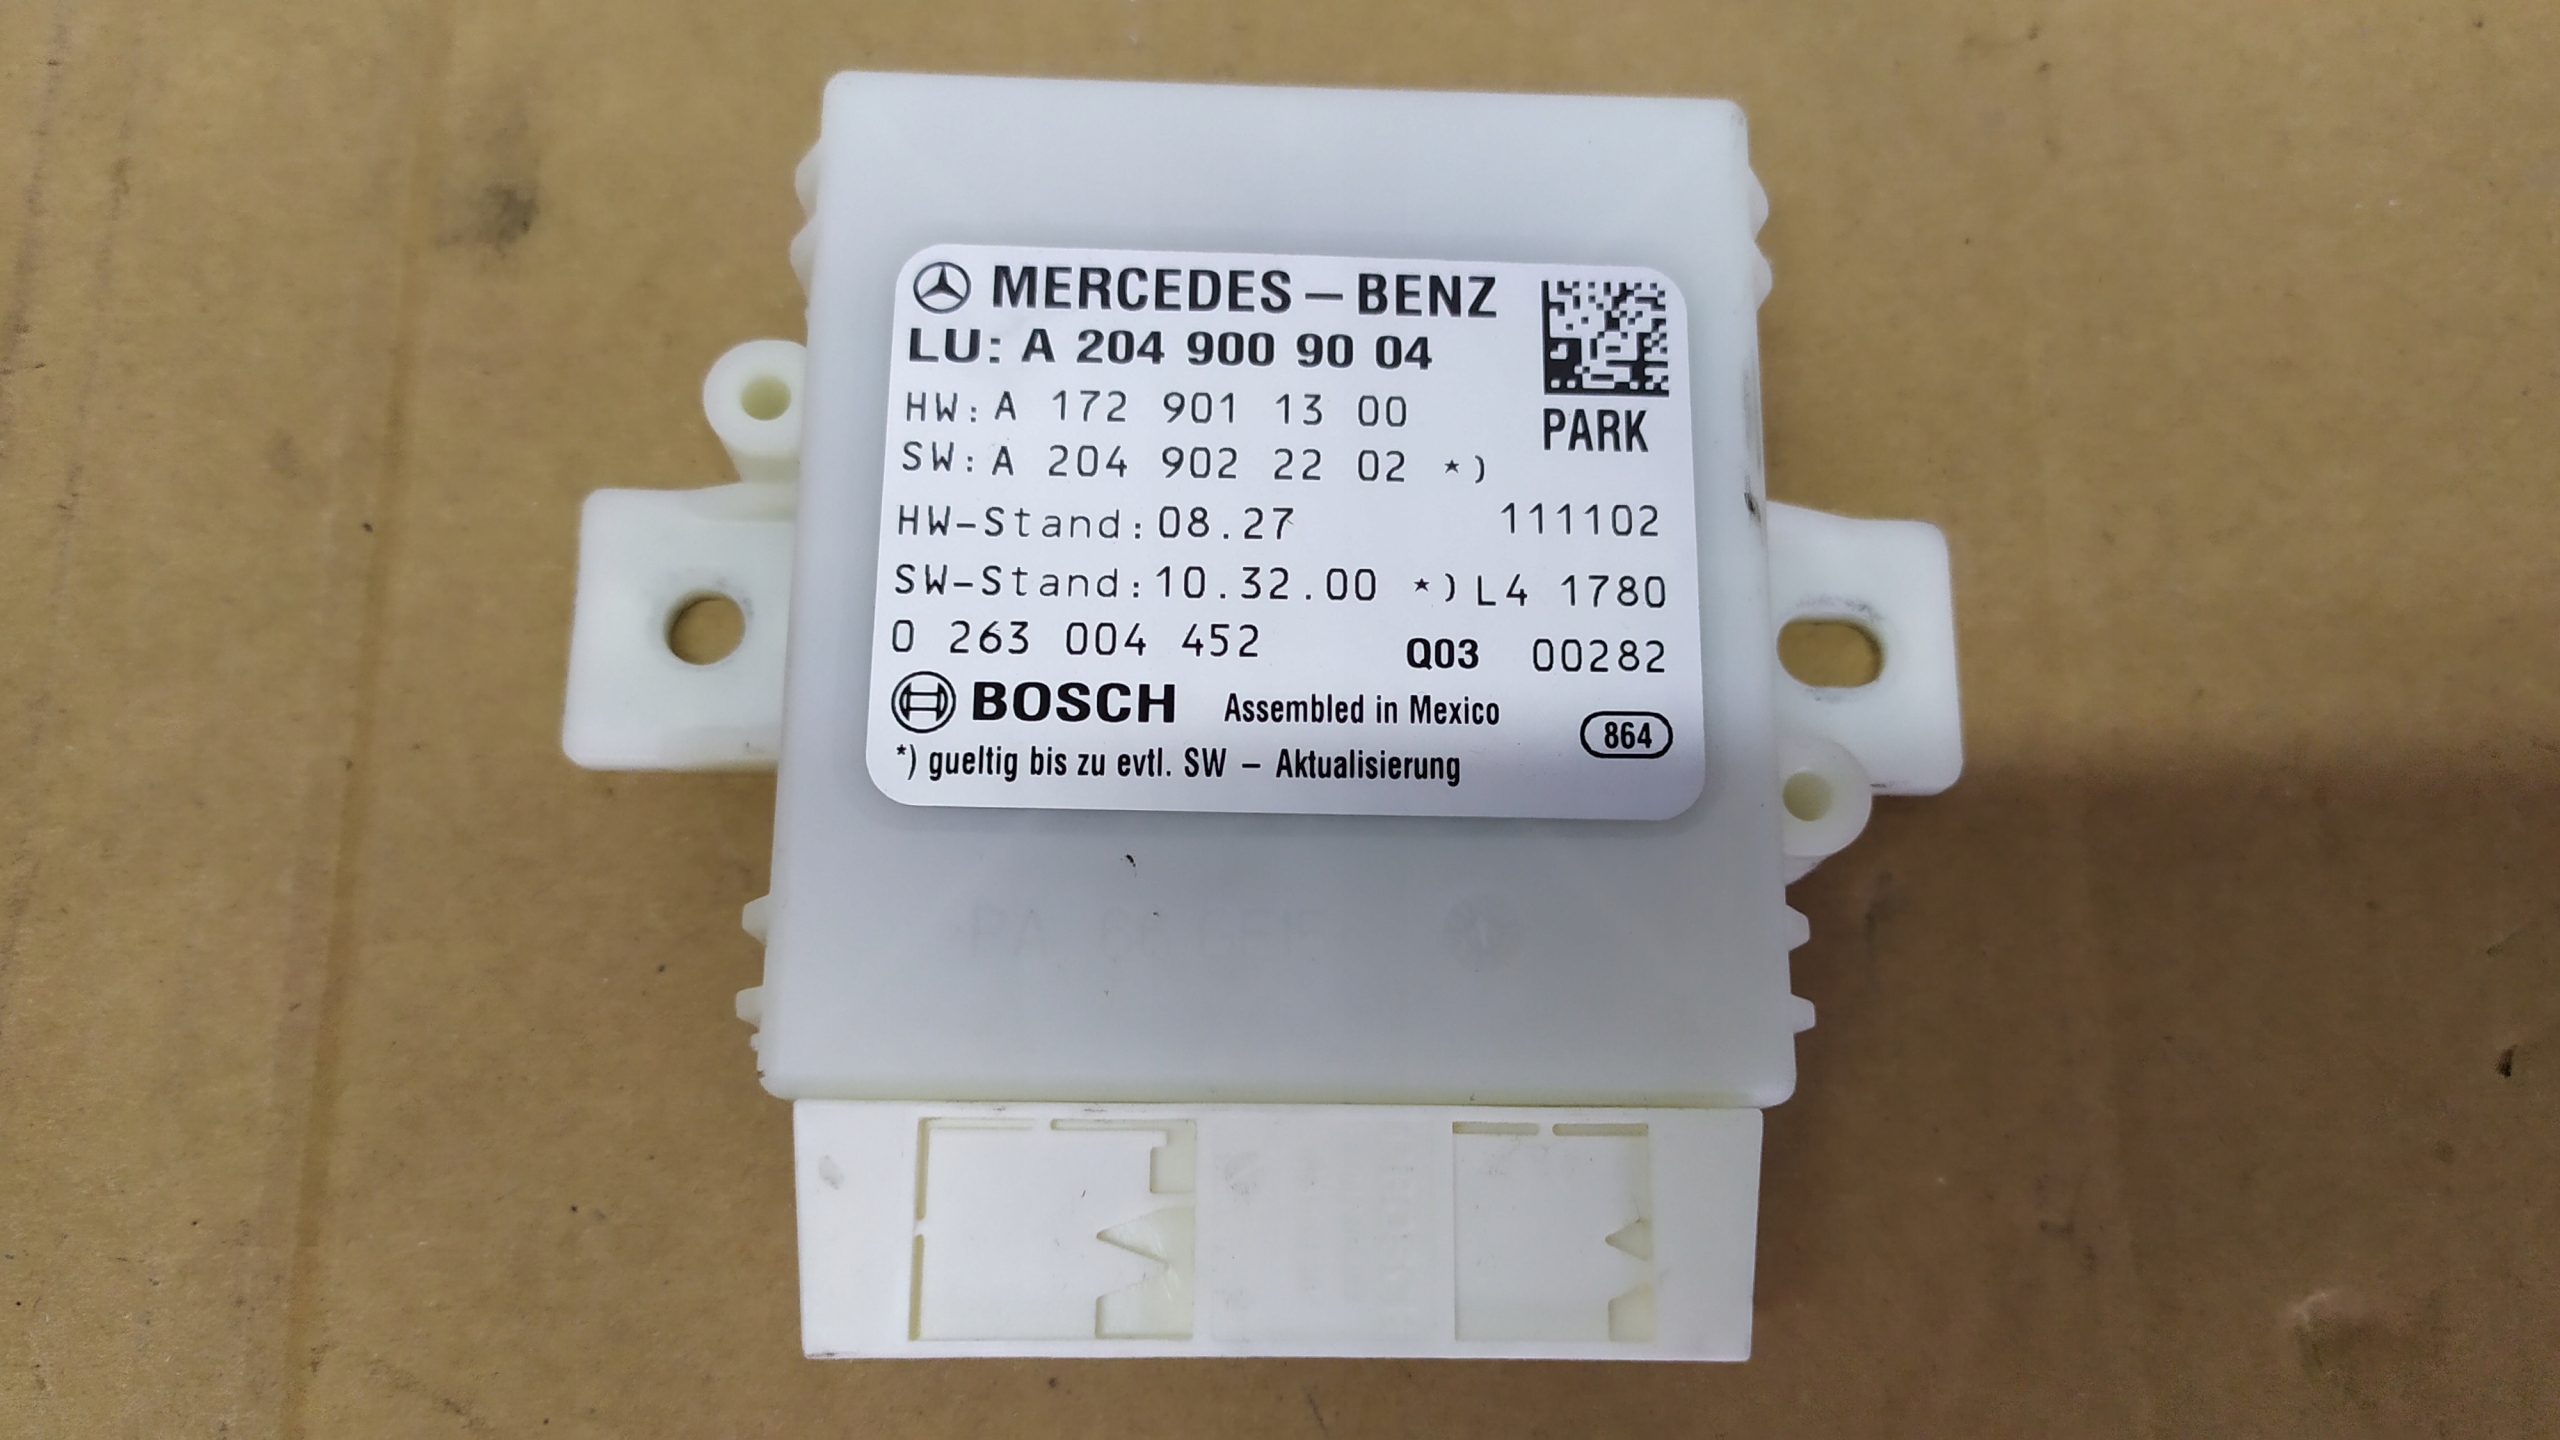 MERCEDES-BENZ
LU: A 204 900 90 04
PARK
HW: A 172 901 13 00
SW: A 204 902 22 02 *)
HW-Stand: 08.27 111102
SW-Stand: 10.32.00 *) L4 1780
0 263 004 452 Q03 00282
BOSCH Assembled in Mexico 864
*) gueltig bis zu evtl. SW - Aktualisierung
PA 66